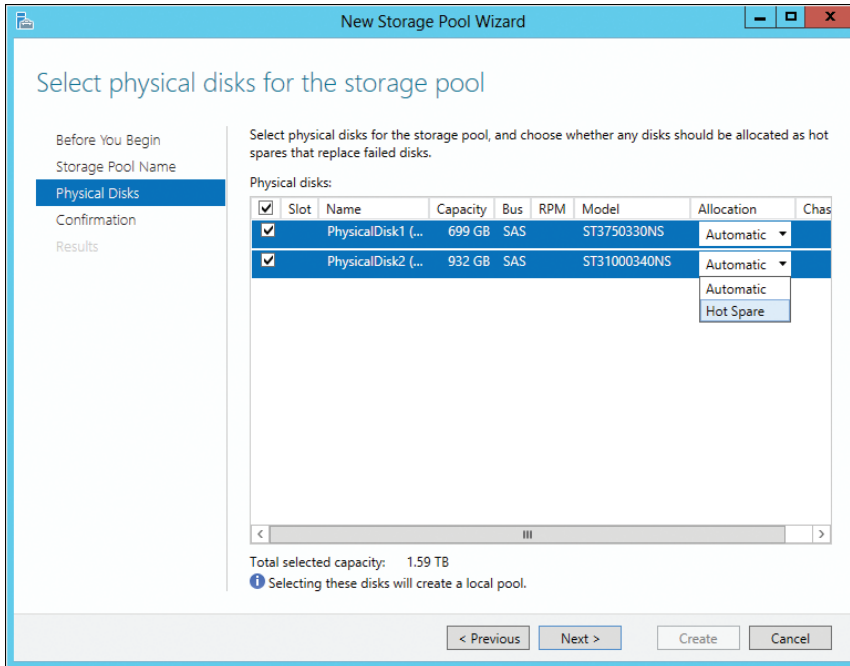 New Storage Pool Wizard
Select physical disks for the storage pool
Before You Begin
Storage Pool Name
Physical Disks
Confirmation
Results
Select physical disks for the storage pool, and choose whether any disks should be allocated as hot
spares that replace failed disks.
Physical disks:
Slot Name Capacity Bus RPM Model Allocation Chas
PhysicalDisk1 (... 699 GB SAS ST3750330NS Automatic
PhysicalDisk2 (... 932 GB SAS ST31000340NS Automatic
Automatic
Hot Spare
Total selected capacity: 1.59 TB
Selecting these disks will create a local pool.
< Previous Next > Create Cancel